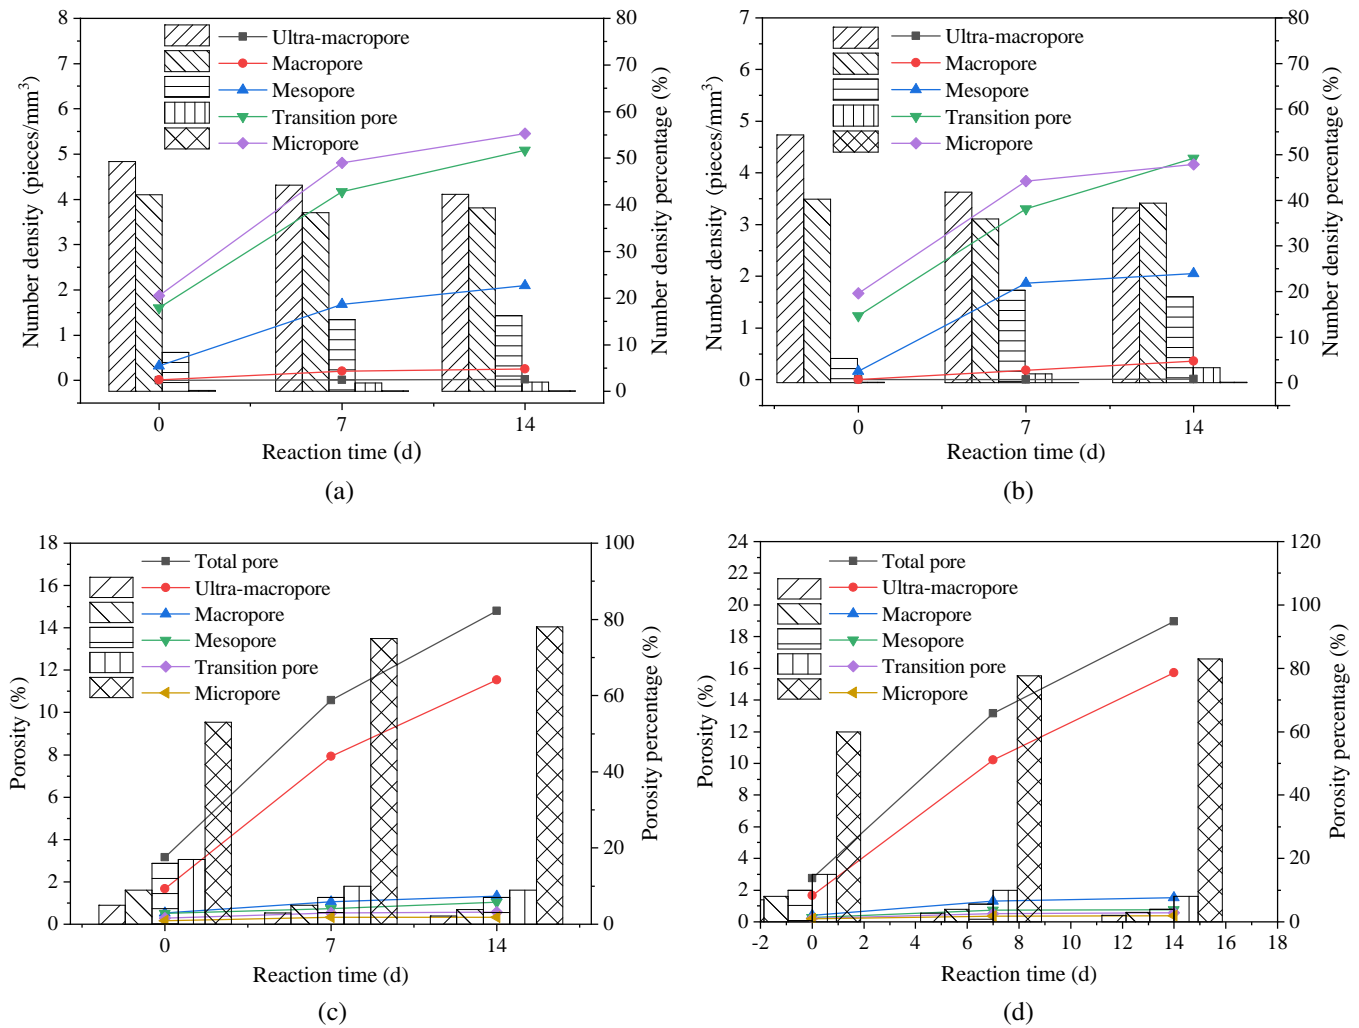 8
7
6
5
4
3
2
1
0
Number density (pieces/mm³)
Ultra-macropore
Macropore
Mesopore
Transition pore
Micropore
80
70
60
50
40
30
20
10
0
Number density percentage (%)
0
7
14
Reaction time (d)
(a)
7
6
5
4
3
2
1
0
Number density (pieces/mm³)
Ultra-macropore
Macropore
Mesopore
Transition pore
Micropore
80
70
60
50
40
30
20
10
0
Number density percentage (%)
0
7
14
Reaction time (d)
(b)
18
16
14
12
10
8
6
4
2
0
Porosity (%)
Total pore
Ultra-macropore
Macropore
Mesopore
Transition pore
Micropore
100
80
60
40
20
0
Porosity percentage (%)
0
7
14
Reaction time (d)
(c)
24
22
20
18
16
14
12
10
8
6
4
2
0
Porosity (%)
Total pore
Ultra-macropore
Macropore
Mesopore
Transition pore
Micropore
120
100
80
60
40
20
0
Porosity percentage (%)
-2 0 2 4 6 8 10 12 14 16 18
Reaction time (d)
(d)